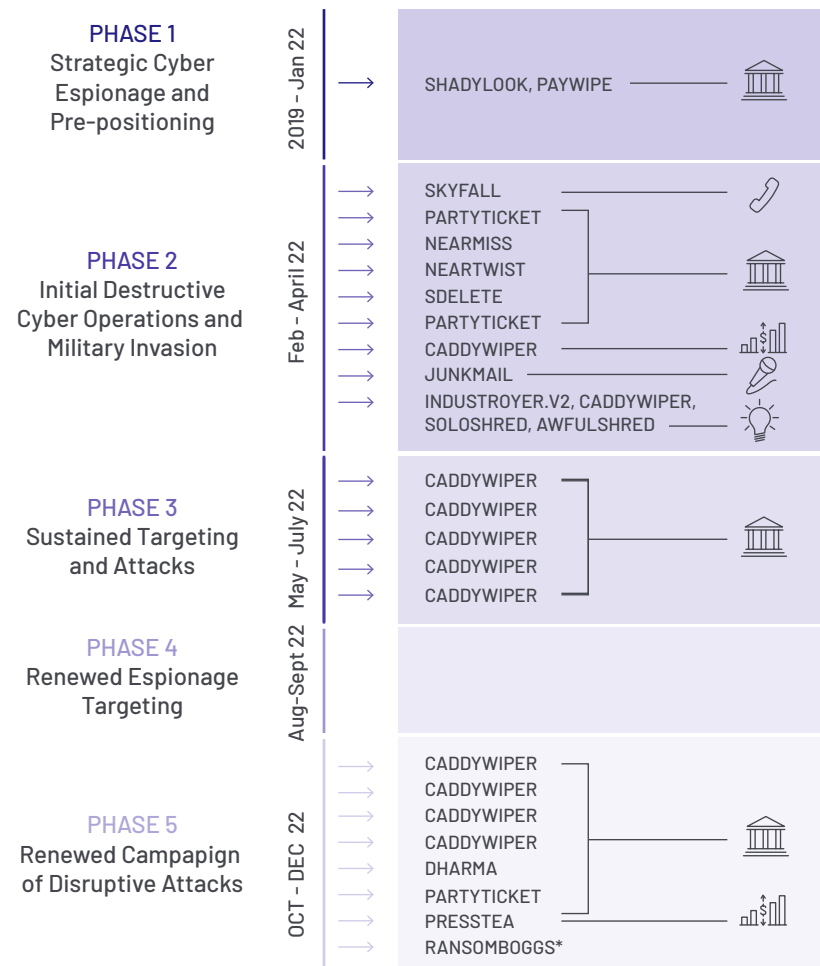 PHASE 1
Strategic Cyber
Espionage and
Pre-positioning
2019 - Jan 22
SHADYLOOK, PAYWIPE
PHASE 2
Initial Destructive
Cyber Operations and
Military Invasion
Feb - April 22
SKYFALL
PARTYTICKET
NEARMISS
NEARTWIST
SDELETE
PARTYTICKET
CADDYWIPER
JUNKMAIL
INDUSTROYER.V2, CADDYWIPER,
SOLOSHRED, AWFULSHRED
$
PHASE 3
Sustained Targeting
and Attacks
May - July 22
CADDYWIPER
CADDYWIPER
CADDYWIPER
CADDYWIPER
CADDYWIPER
PHASE 4
Renewed Espionage
Targeting
Aug-Sept 22
PHASE 5
Renewed Campapign
of Disruptive Attacks
OCT - DEC 22
CADDYWIPER
CADDYWIPER
CADDYWIPER
CADDYWIPER
DHARMA
PARTYTICKET
PRESSTEA
RANSOMBOGGS*
$